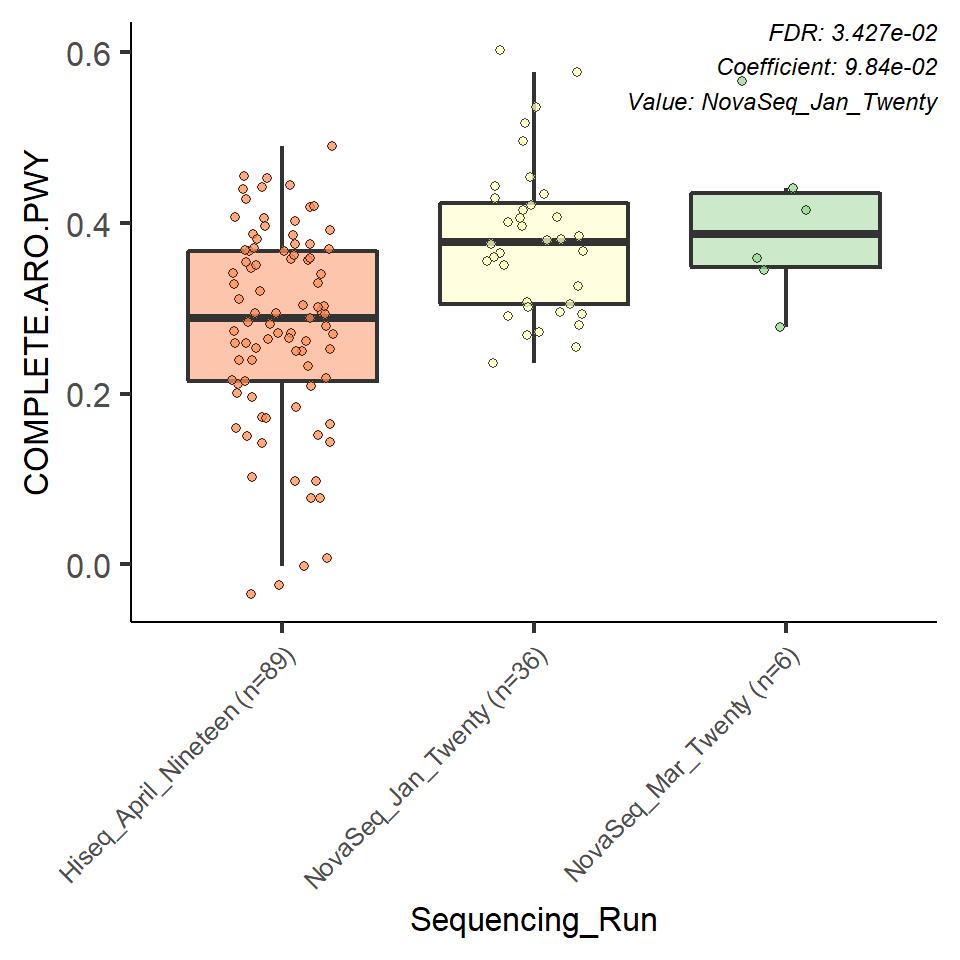 FDR: 3.427e-02
Coefficient: 9.84e-02
Value: NovaSeq_Jan_Twenty
COMPLETE.ARO.PWY
0.6
0.4
0.2
0.0
Hiseq_April_Nineteen (n=89)
NovaSeq_Jan_Twenty (n=36)
NovaSeq_Mar_Twenty (n=6)
Sequencing_Run